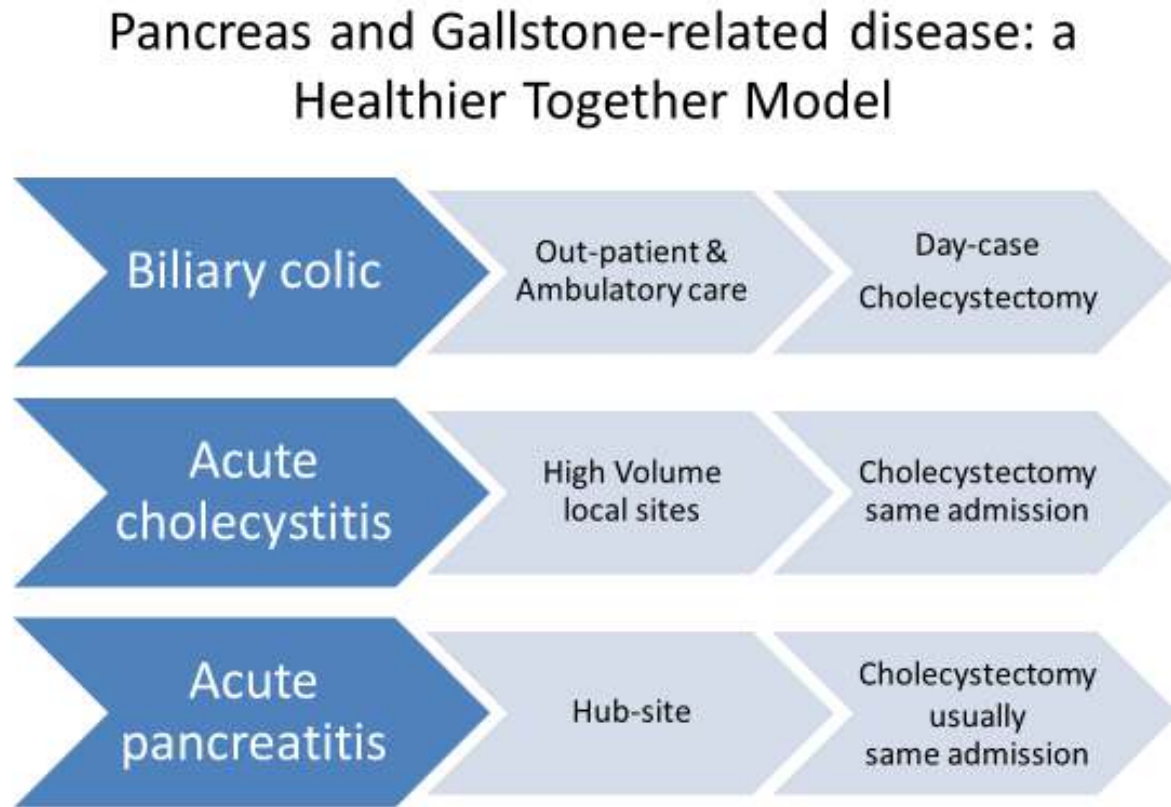 Pancreas and Gallstone-related disease: a
Healthier Together Model
Biliary colic
Out-patient &
Ambulatory care
Day-case
Cholecystectomy
Acute
cholecystitis
High Volume
local sites
Cholecystectomy
same admission
Acute
pancreatitis
Hub-site
Cholecystectomy
usually
same admission